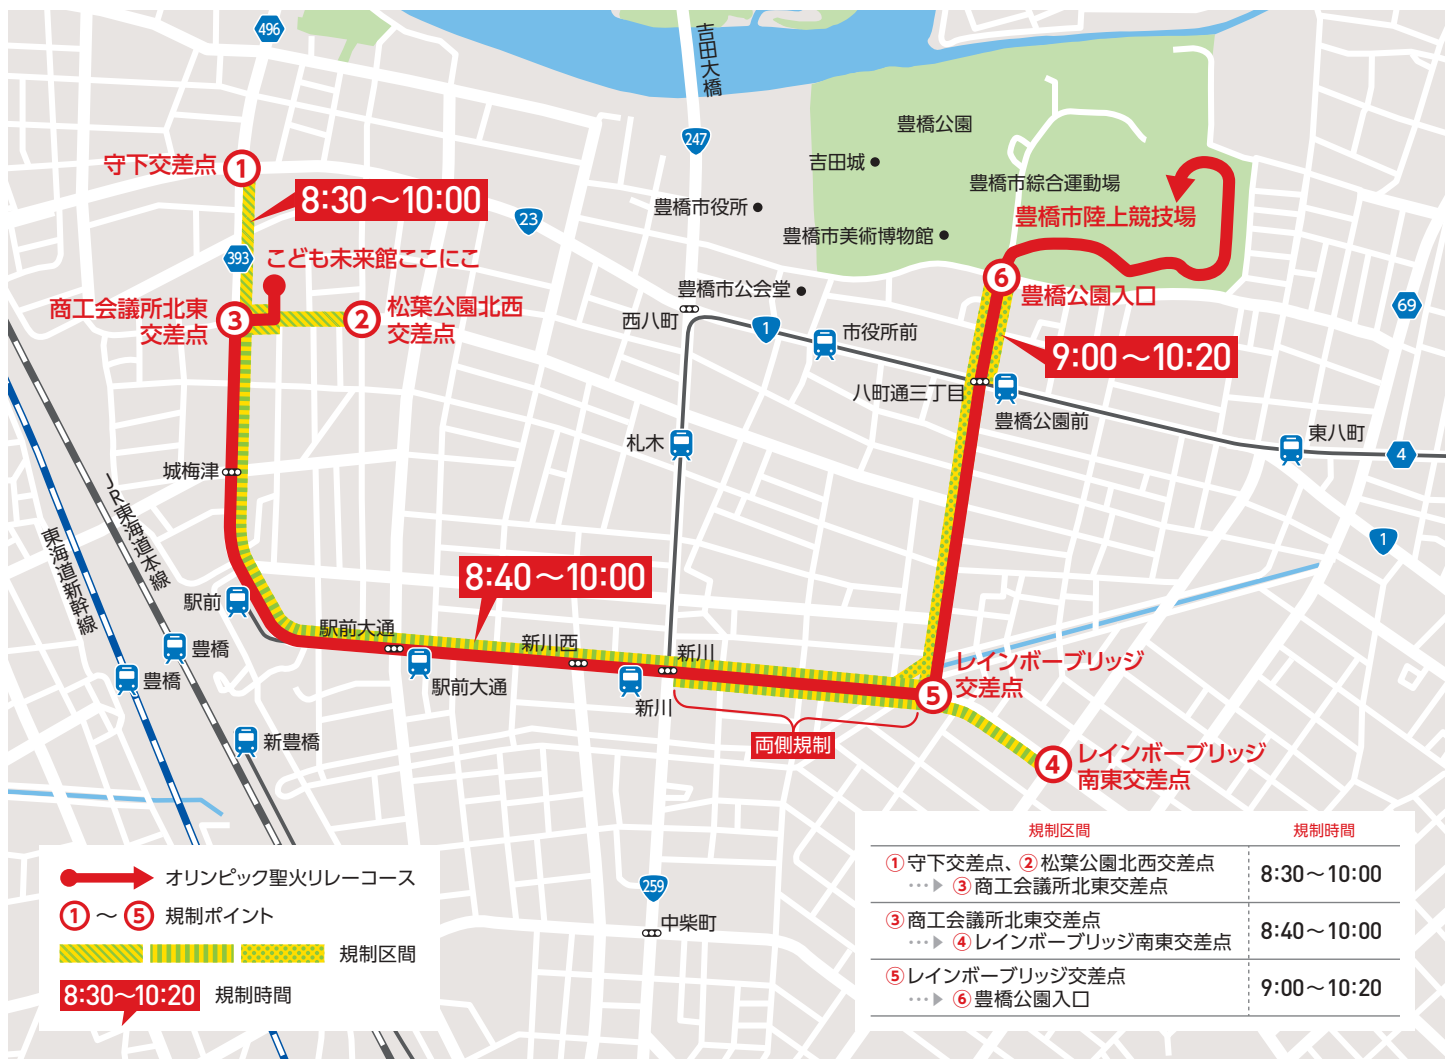 496
吉田大橋
247
豊橋公園
吉田城
豊橋市綜合運動場
豊橋市陸上競技場
守下交差点
1
8:30～10:00
23
豊橋市役所
豊橋市美術博物館
393
こども未来館ここにこ
6
豊橋公園入口
商工会議所北東
交差点
3
2
松葉公園北西
交差点
豊橋市公会堂
西八町
1
市役所前
69
9:00～10:20
八町通三丁目
豊橋公園前
札木
東八町
4
城梅津
JR東海道本線
東海道新幹線
1
8:40～10:00
駅前
駅前大通
新川西
新川
豊橋
豊橋
駅前大通
新川
レインボーブリッジ
交差点
5
新豊橋
両側規制
4
レインボーブリッジ
南東交差点
259
中柴町
オリンピック聖火リレーコース
1～5 規制ポイント
規制区間
8:30～10:20 規制時間
規制区間 規制時間
①守下交差点、②松葉公園北西交差点
③商工会議所北東交差点
8:30～10:00
③商工会議所北東交差点
④レインボーブリッジ南東交差点
8:40～10:00
⑤レインボーブリッジ交差点
⑥豊橋公園入口
9:00～10:20